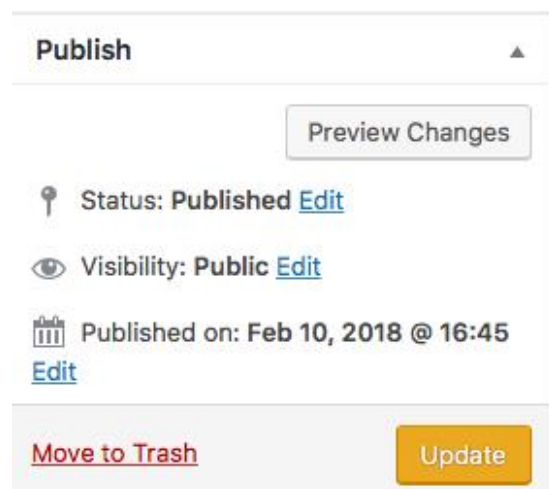 Publish
Preview Changes
Status: Published Edit
Visibility: Public Edit
Published on: Feb 10, 2018 @ 16:45
Edit
Move to Trash
Update